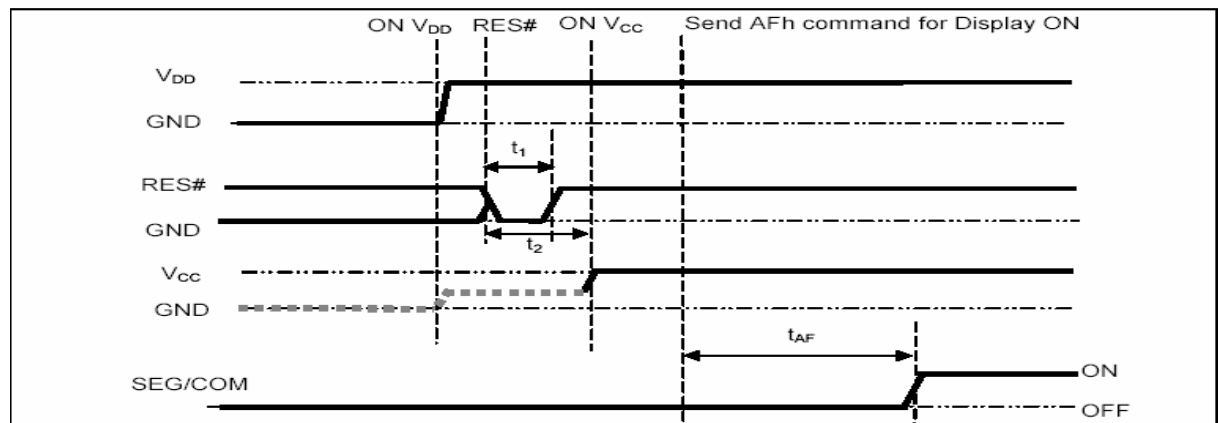 ON VDD RES# ON VCC Send AFh command for Display ON
VDD
GND
t1
RES#
GND
t2
VCC
GND
tAF
SEG/COM
ON
OFF